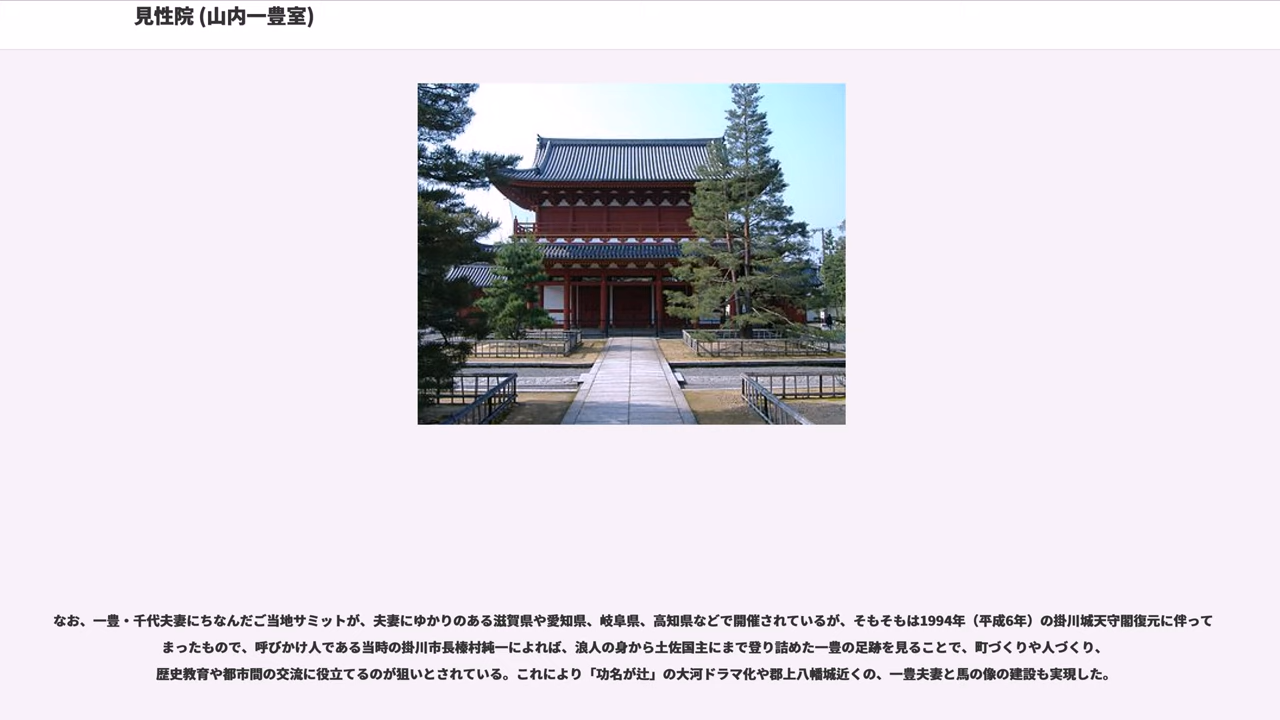 見性院 (山内一豊室)
なお、一豊・千代夫妻にちなんだご当地サミットが、夫妻にゆかりのある滋賀県や愛知県、岐阜県、高知県などで開催されているが、そもそもは1994年（平成6年）の掛川城天守閣復元に伴って
まったもので、呼びかけ人である当時の掛川市長榛村純一によれば、浪人の身から土佐国主にまで登り詰めた一豊の足跡を見ることで、町づくりや人づくり、
歴史教育や都市間の交流に役立てるのが狙いとされている。これにより「功名が辻」の大河ドラマ化や郡上八幡城近くの、一豊夫妻と馬の像の建設も実現した。